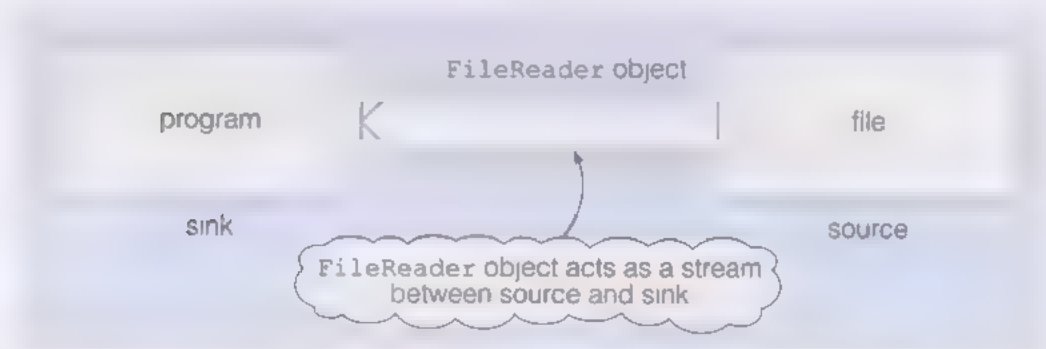 FileReader object
program
file
sink
source
FileReader object acts as a stream
between source and sink